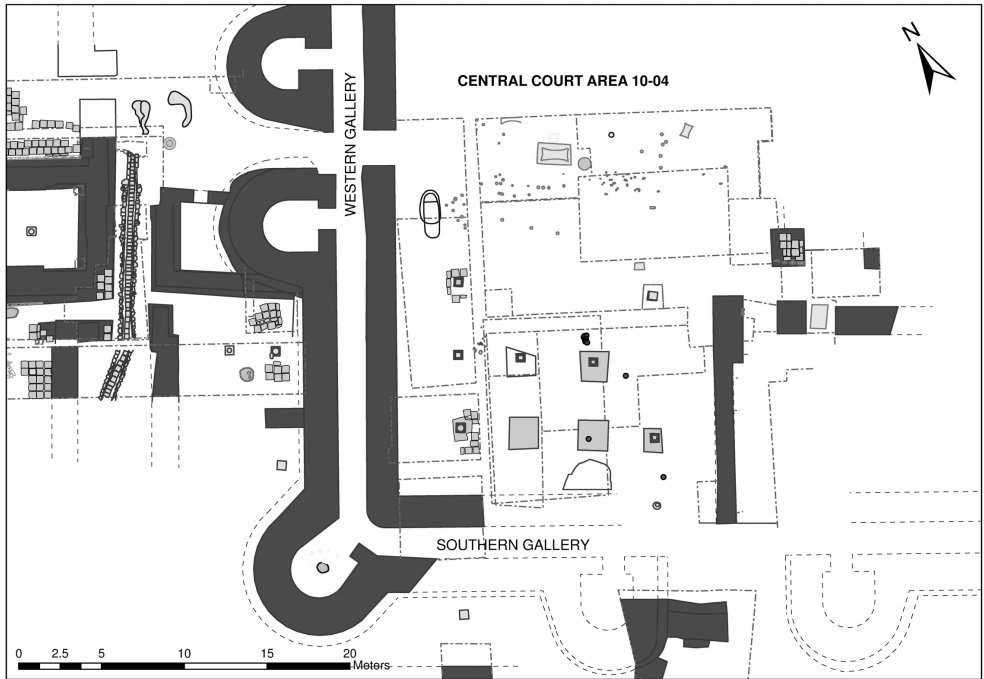 N
CENTRAL COURT AREA 10-04
WESTERN GALLERY
SOUTHERN GALLERY
0 2.5 5 10 15 20
Meters